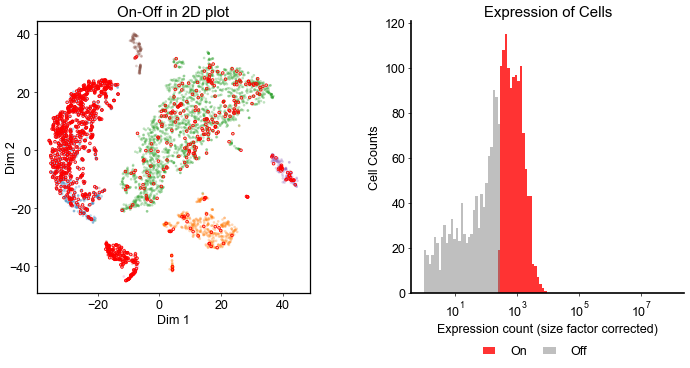 On-Off in 2D plot
40
20
0
−20
−40
Dim 2
−20
0
20
40
Dim 1
Expression of Cells
120
100
80
60
40
20
0
Cell Counts
10^1
10^3
10^5
10^7
Expression count (size factor corrected)
On
Off